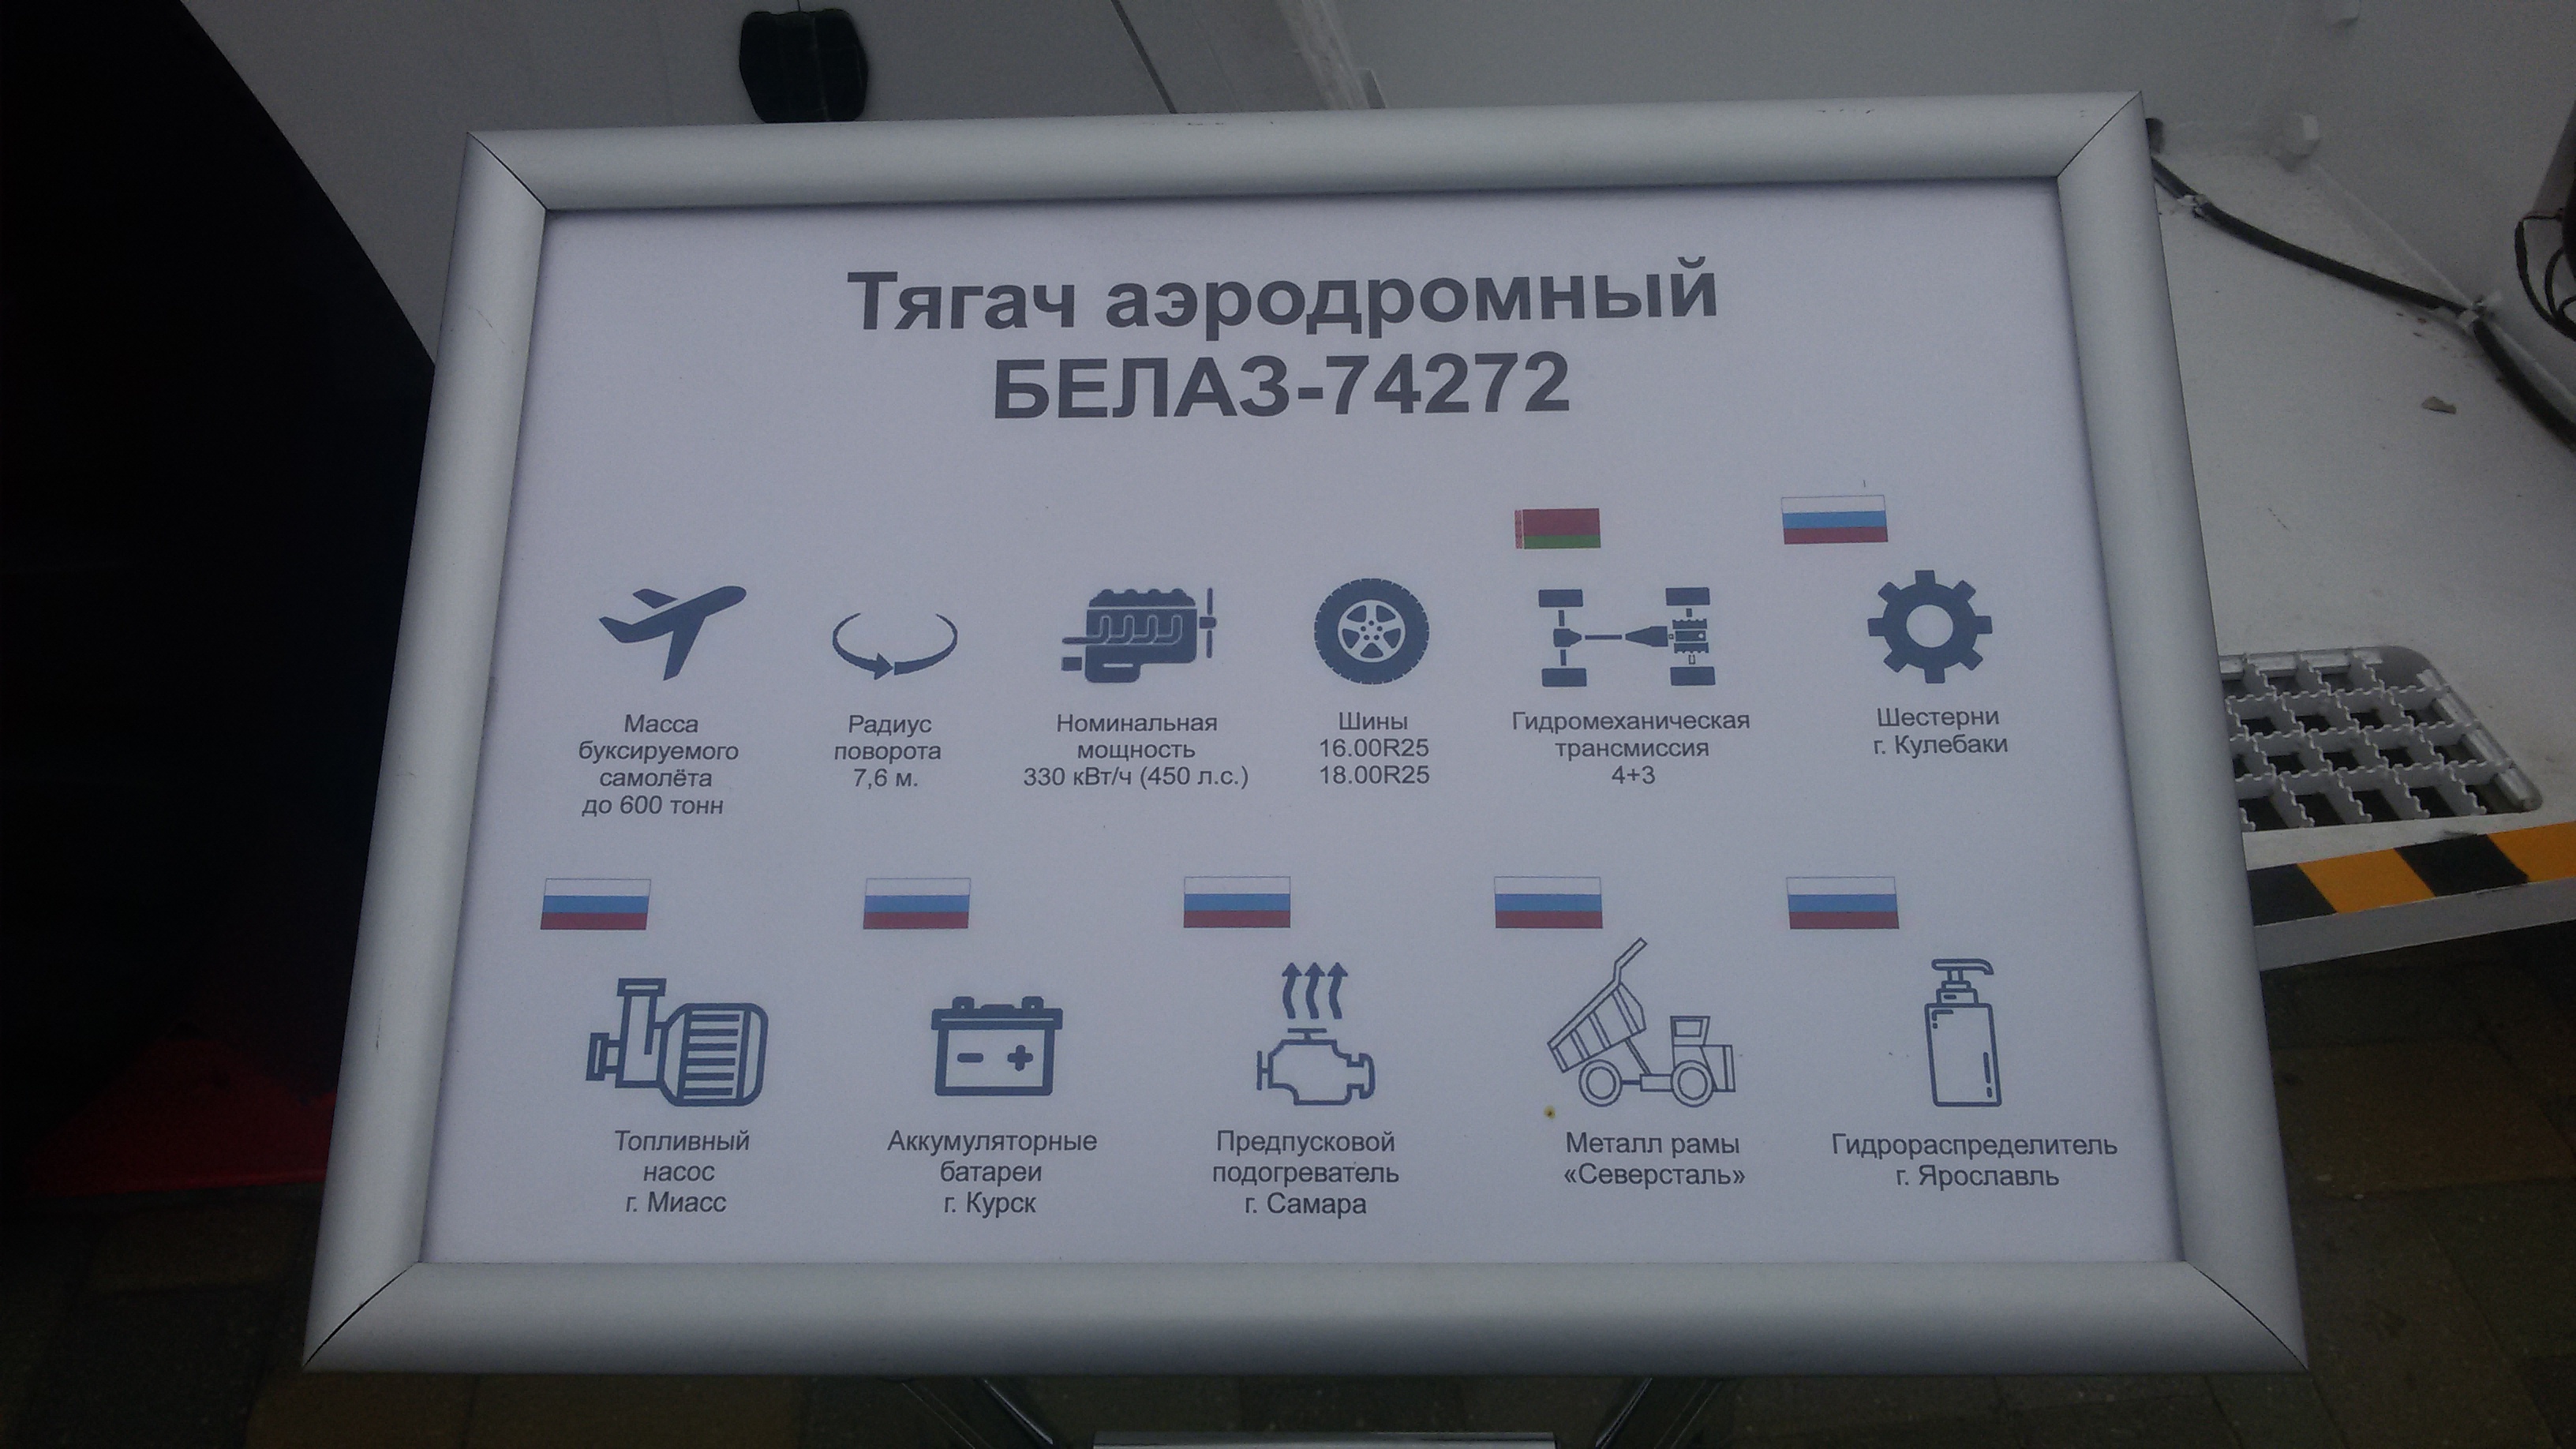 Тягач аэродромный
БЕЛАЗ-74272
Масса
буксируемого
самолёта
до 600 тонн
Радиус
поворота
7,6 м.
Номинальная
мощность
330 кВт/ч (450 л.с.)
Шины
16.00R25
18.00R25
Гидромеханическая
трансмиссия
4+3
Шестерни
г. Кулебаки
Топливный
насос
г. Миасс
Аккумуляторные
батареи
г. Курск
Предпусковой
подогреватель
г. Самара
Металл рамы
«Северсталь»
Гидрораспределитель
г. Ярославль